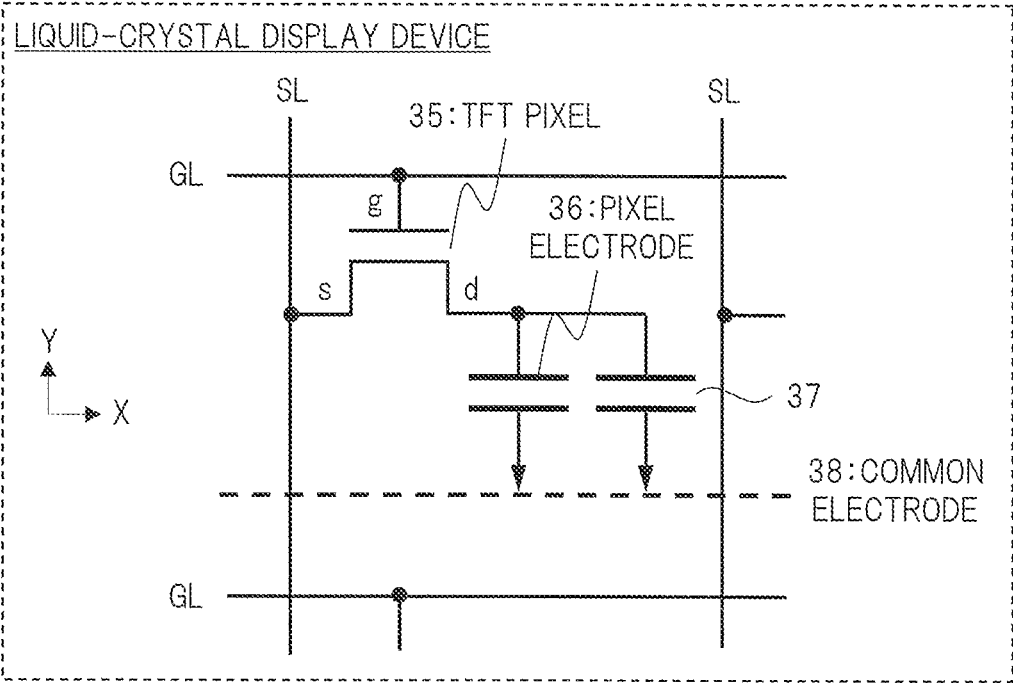 LIQUID-CRYSTAL DISPLAY DEVICE
SL
SL
35:TFT PIXEL
GL
g
36:PIXEL
ELECTRODE
s
d
Y
X
37
38:COMMON
ELECTRODE
GL